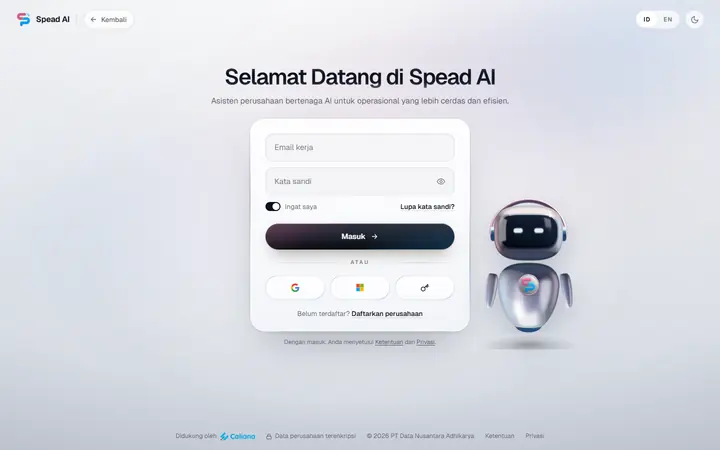 Spead AI
Kembali
ID EN
Selamat Datang di Spead AI
Asisten perusahaan bertenaga AI untuk operasional yang lebih cerdas dan efisien.
Email kerja
Kata sandi
Ingat saya
Lupa kata sandi?
Masuk
ATAU
Belum terdaftar? Daftarkan perusahaan
Dengan masuk, Anda menyetujui Ketentuan dan Privasi.
Didukung oleh Caliana Data perusahaan terenkripsi © 2026 PT Daza Nusantara Adhikarya Ketentuan Privasi